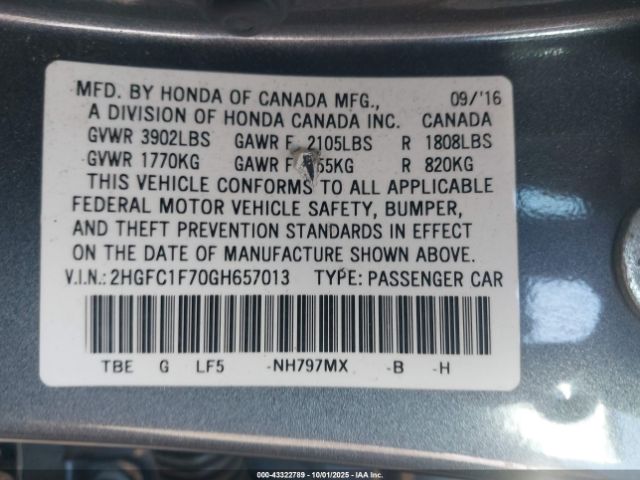 MFD. BY HONDA OF CANADA MFG., 09/'16
A DIVISION OF HONDA CANADA INC. CANADA
GVWR 3902LBS GAWR F 2105LBS R 1808LBS
GVWR 1770KG GAWR F 55KG R 820KG
THIS VEHICLE CONFORMS TO ALL APPLICABLE
FEDERAL MOTOR VEHICLE SAFETY, BUMPER,
AND THEFT PREVENTION STANDARDS IN EFFECT
ON THE DATE OF MANUFACTURE SHOWN ABOVE.
V.I.N.: 2HGFC1F70GH657013 TYPE: PASSENGER CAR
TBE G LF5 -NH797MX -B -H
000-43322789 - 10/01/2025 - IAA Inc.